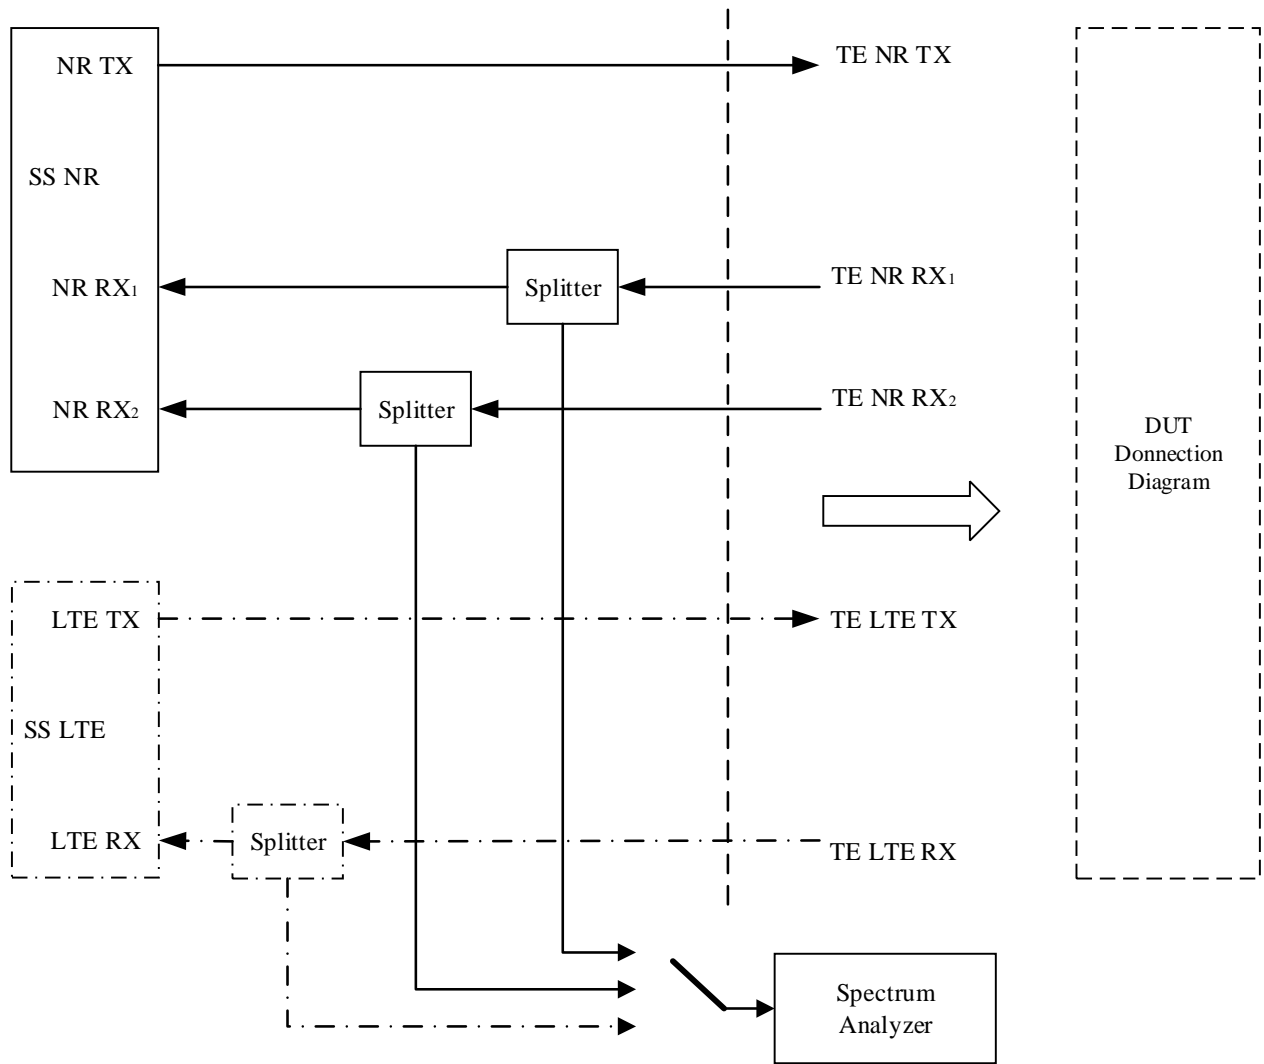 NR TX
TE NR TX
SS NR
NR RX1
Splitter
TE NR RX1
NR RX2
Splitter
TE NR RX2
DUT
Donnection
Diagram
LTE TX
TE LTE TX
SS LTE
LTE RX
Splitter
TE LTE RX
Spectrum
Analyzer